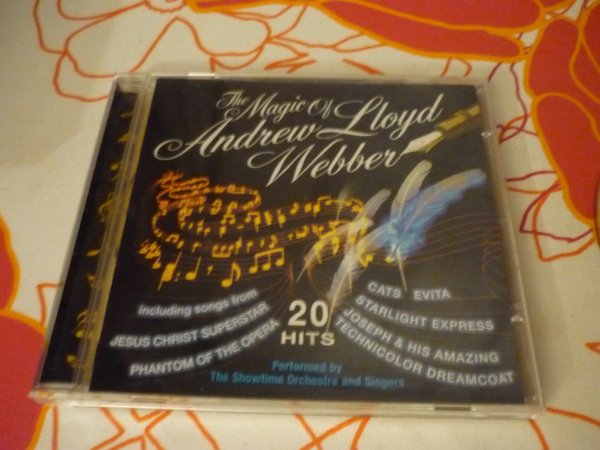 The Magic Of
Andrew Lloyd
Webber
Including songs from
JESUS CHRIST SUPERSTAR
PHANTOM OF THE OPERA
20
HITS
CATS EVITA
STARLIGHT EXPRESS
JOSEPH & HIS AMAZING
TECHNICOLOR DREAMCOAT
Performed by
The Showtime Orchestra and Singers